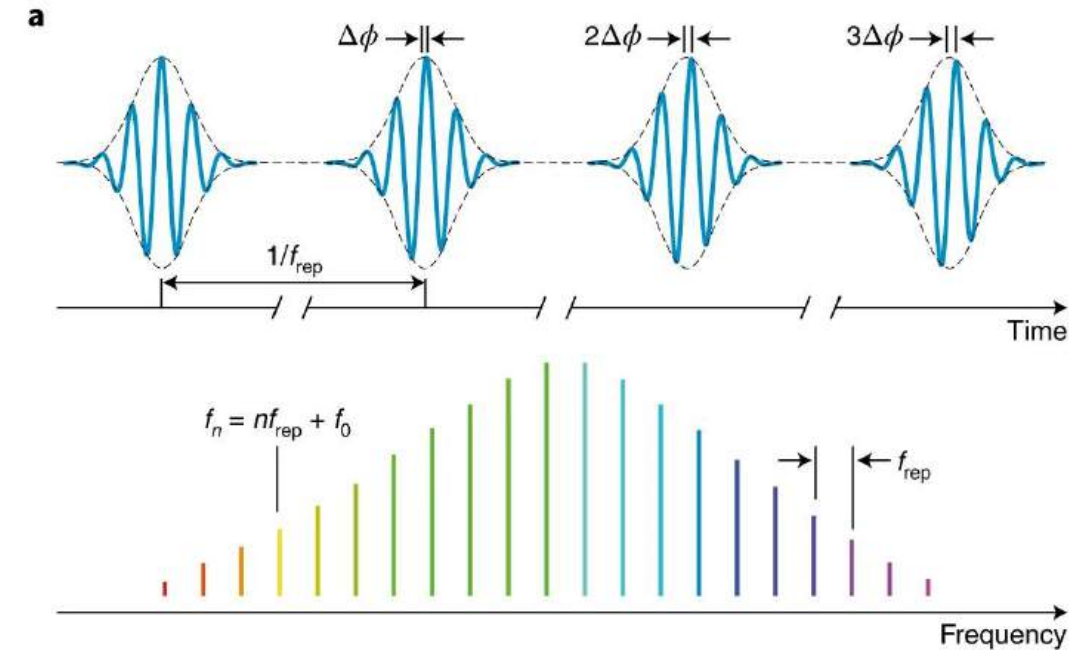 a
Δϕ
2Δϕ
3Δϕ
1/f_rep
Time
f_n = nf_rep + f_0
f_rep
Frequency